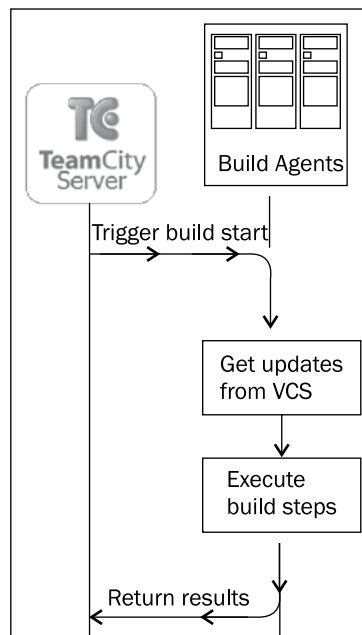 TC
TeamCity
Server
Build Agents
Trigger build start
Get updates
from VCS
Execute
build steps
Return results